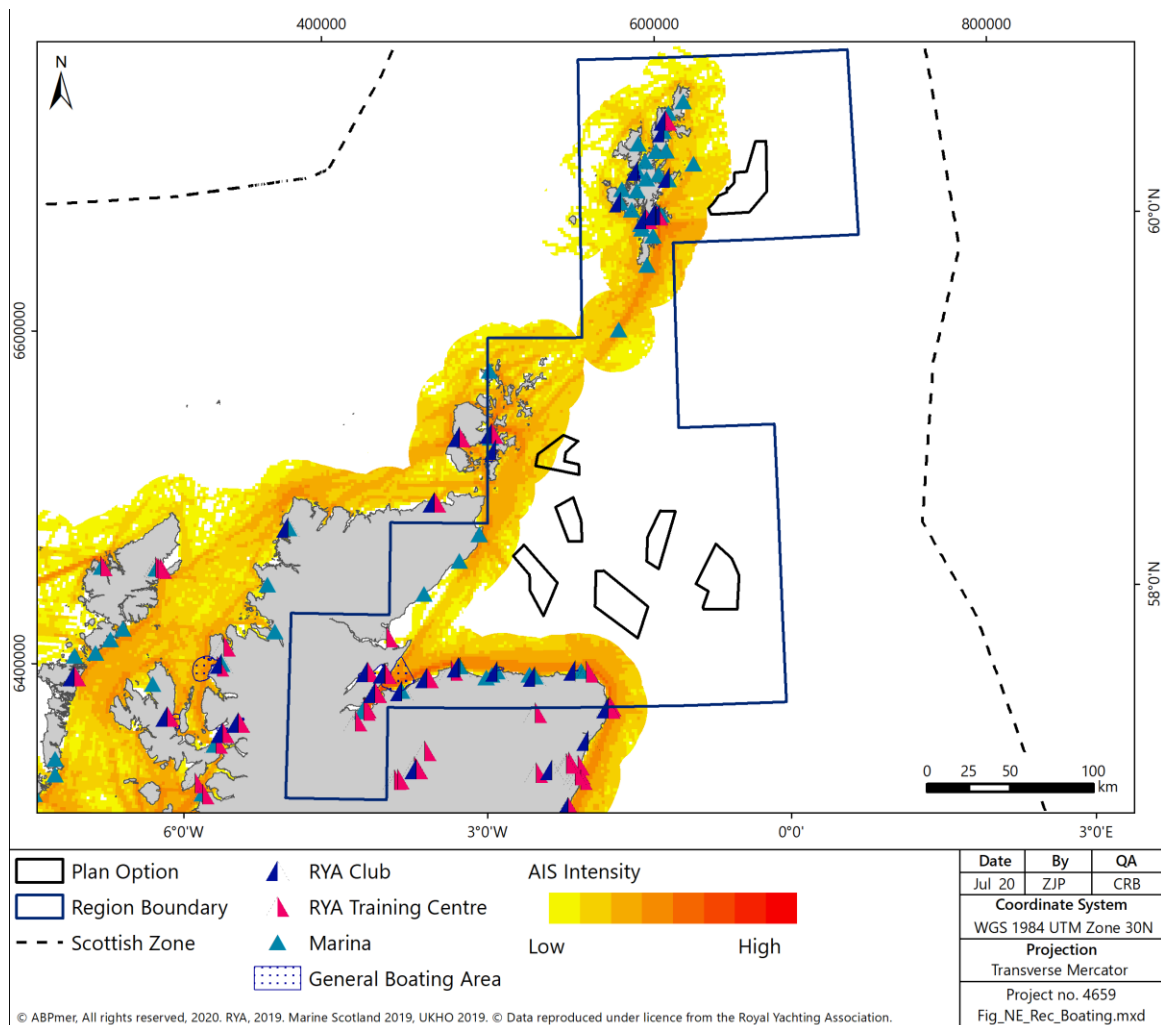 400000
600000
800000
N
60°0'N
6600000
58°0'N
6400000
0
25
50
100
km
6°0'W
3°0'W
0°0'
3°0'E
Plan Option
Region Boundary
Scottish Zone
RYA Club
RYA Training Centre
Marina
General Boating Area
AIS Intensity
Low
High
Date By QA
Jul 20 ZJP CRB
Coordinate System
WGS 1984 UTM Zone 30N
Projection
Transverse Mercator
Project no. 4659
Fig_NE_Rec_Boating.mxd
© ABPmer, All rights reserved, 2020. RYA, 2019. Marine Scotland 2019, UKHO 2019. © Data reproduced under licence from the Royal Yachting Association.